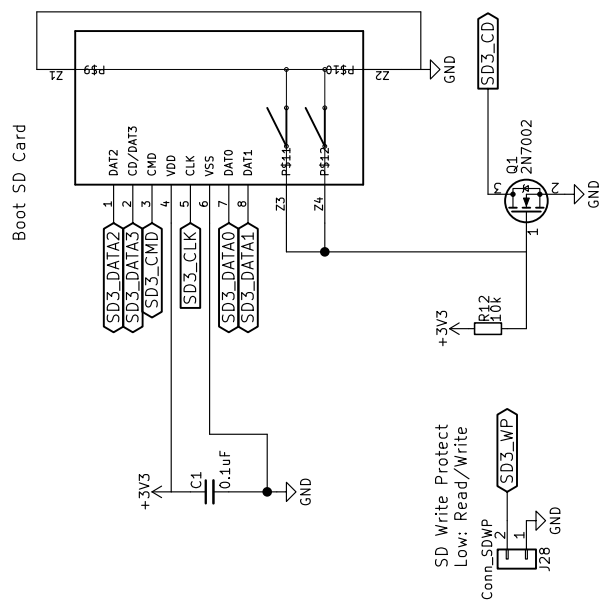 Boot SD Card
Z1
P$9
P$10
Z2
GND
DAT2
CD/DAT3
CMD
VDD
CLK
VSS
DAT0
DAT1
P$11
P$12
1
2
3
4
5
6
7
8
Z3
Z4
SD3_DATA2
SD3_DATA3
SD3_CMD
SD3_CLK
SD3_DATA0
SD3_DATA1
SD3_CD
Q1
2N7002
3
2
1
GND
+3V3
R12
10k
+3V3
C1
0.1uF
GND
SD Write Protect
Low: Read/Write
SD3_WP
Conn_SDWP
2
1
J28
GND